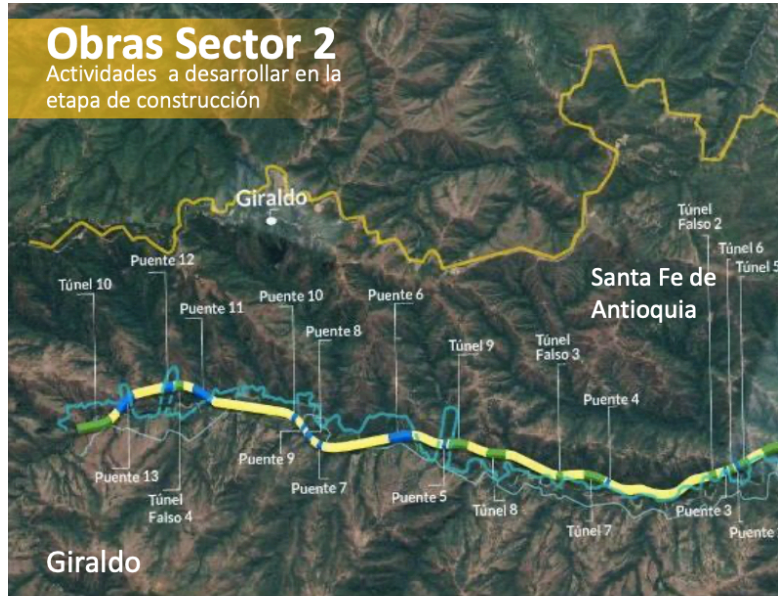 Obras Sector 2
Actividades a desarrollar en la
etapa de construcción
Giraldo
Túnel
Falso 2
Túnel 6
Túnel 5
Santa Fe de
Antioquia
Puente 12
Túnel 10
Puente 11
Puente 10
Puente 6
Puente 8
Túnel 9
Túnel
Falso 3
Puente 4
Puente 13
Puente 9
Puente 7
Puente 5
Túnel
Falso 4
Túnel 8
Túnel 7
Puente 3
Puente
Giraldo